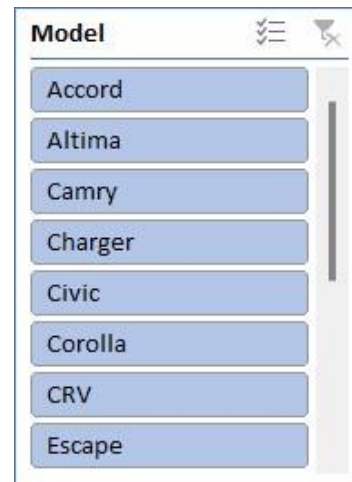 Model
Accord
Altima
Camry
Charger
Civic
Corolla
CRV
Escape